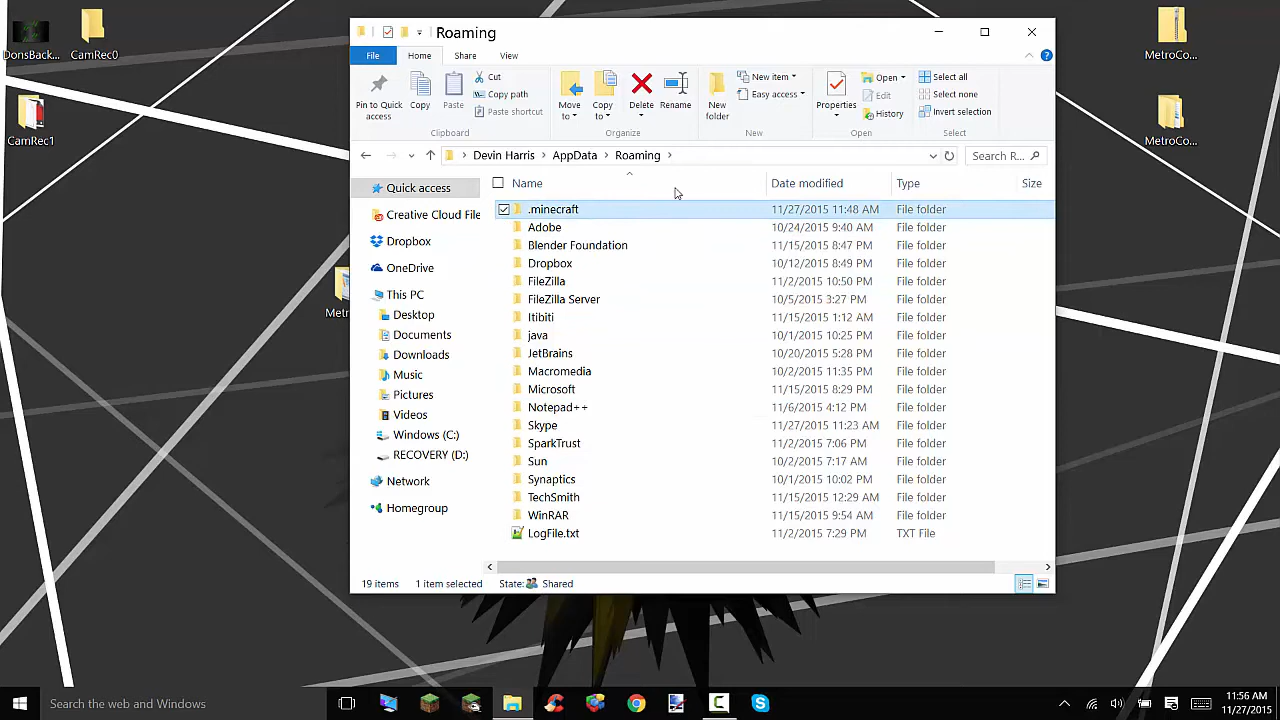 DonsBack...
CamRec0
CamRec1
Metr
MetroCo...
MetroCo...
Roaming
File Home Share View
Pin to Quick access
Copy
Paste
Cut
Copy path
Paste shortcut
Clipboard
Move to
Copy to
Delete
Rename
Organize
New folder
New item
Easy access
New
Properties
Open
Edit
History
Open
Select all
Select none
Invert selection
Select
Devin Harris > AppData > Roaming >
Search R...
Quick access
Creative Cloud File
Dropbox
OneDrive
This PC
Desktop
Documents
Downloads
Music
Pictures
Videos
Windows (C:)
RECOVERY (D:)
Network
Homegroup
Name Date modified Type Size
.minecraft 11/27/2015 11:48 AM File folder
Adobe 10/24/2015 9:40 AM File folder
Blender Foundation 11/15/2015 8:47 PM File folder
Dropbox 10/12/2015 8:49 PM File folder
FileZilla 11/2/2015 10:50 PM File folder
FileZilla Server 10/5/2015 3:27 PM File folder
Itibiti 11/15/2015 1:12 AM File folder
java 10/1/2015 10:25 PM File folder
JetBrains 10/20/2015 5:28 PM File folder
Macromedia 10/2/2015 11:35 PM File folder
Microsoft 11/15/2015 8:29 PM File folder
Notepad++ 11/6/2015 4:12 PM File folder
Skype 11/27/2015 11:23 AM File folder
SparkTrust 11/2/2015 7:06 PM File folder
Sun 10/2/2015 7:17 AM File folder
Synaptics 10/1/2015 10:02 PM File folder
TechSmith 11/15/2015 12:29 AM File folder
WinRAR 11/15/2015 9:54 AM File folder
LogFile.txt 11/2/2015 7:29 PM TXT File
19 items 1 item selected State: Shared
Search the web and Windows
11:56 AM
11/27/2015